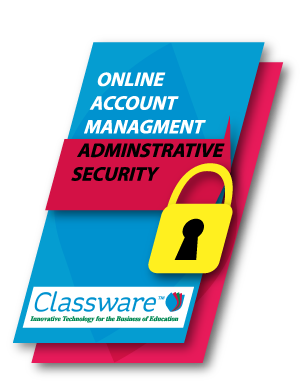 ONLINE
ACCOUNT
MANAGMENT
ADMINSTRATIVE
SECURITY
Classware™
Innovative Technology for the Business of Education